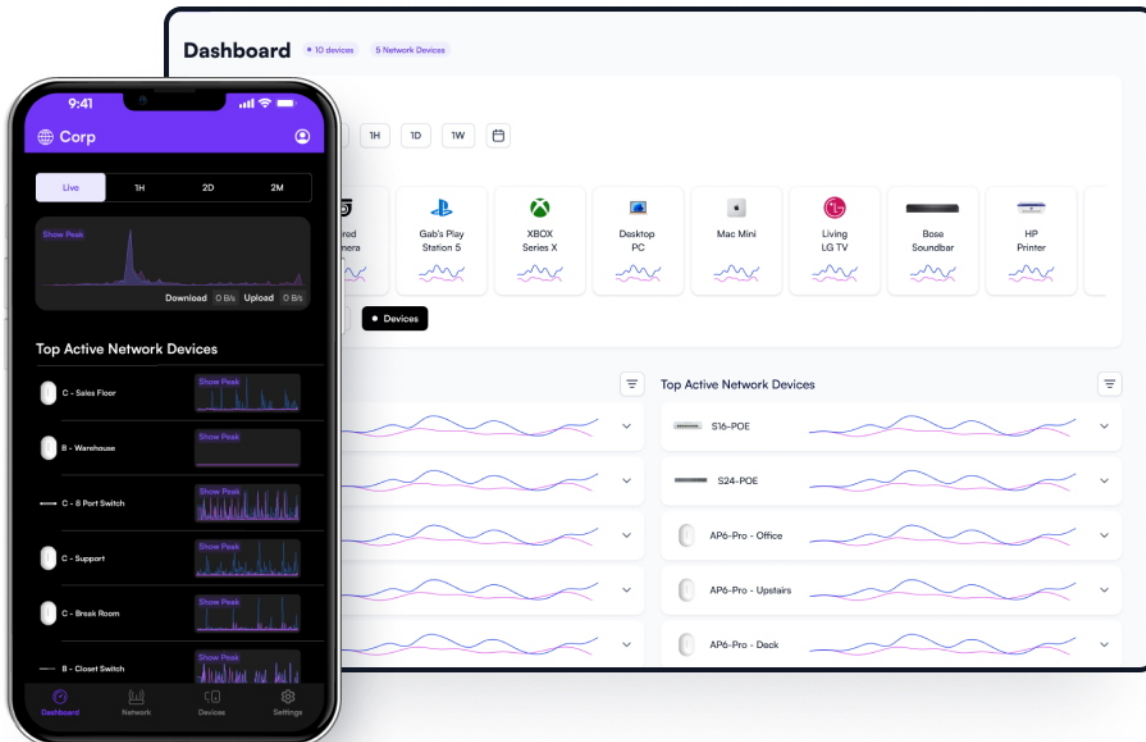 Dashboard
10 devices
5 Network Devices
1H
1D
1W
Gab's Play
Station 5
XBOX
Series X
Desktop
PC
Mac Mini
Living
LG TV
Bose
Soundbar
HP
Printer
Devices
Top Active Network Devices
S16-POE
S24-POE
AP6-Pro - Office
AP6-Pro - Upstairs
AP6-Pro - Deck
9:41
Corp
Live
1H
2D
2M
Show Peak
Download 0 B/s Upload 0 B/s
Top Active Network Devices
C - Sales Floor
Show Peak
B - Warehouse
Show Peak
C - 8 Port Switch
Show Peak
C - Support
Show Peak
C - Break Room
Show Peak
B - Closet Switch
Show Peak
Dashboard
Network
Devices
Settings